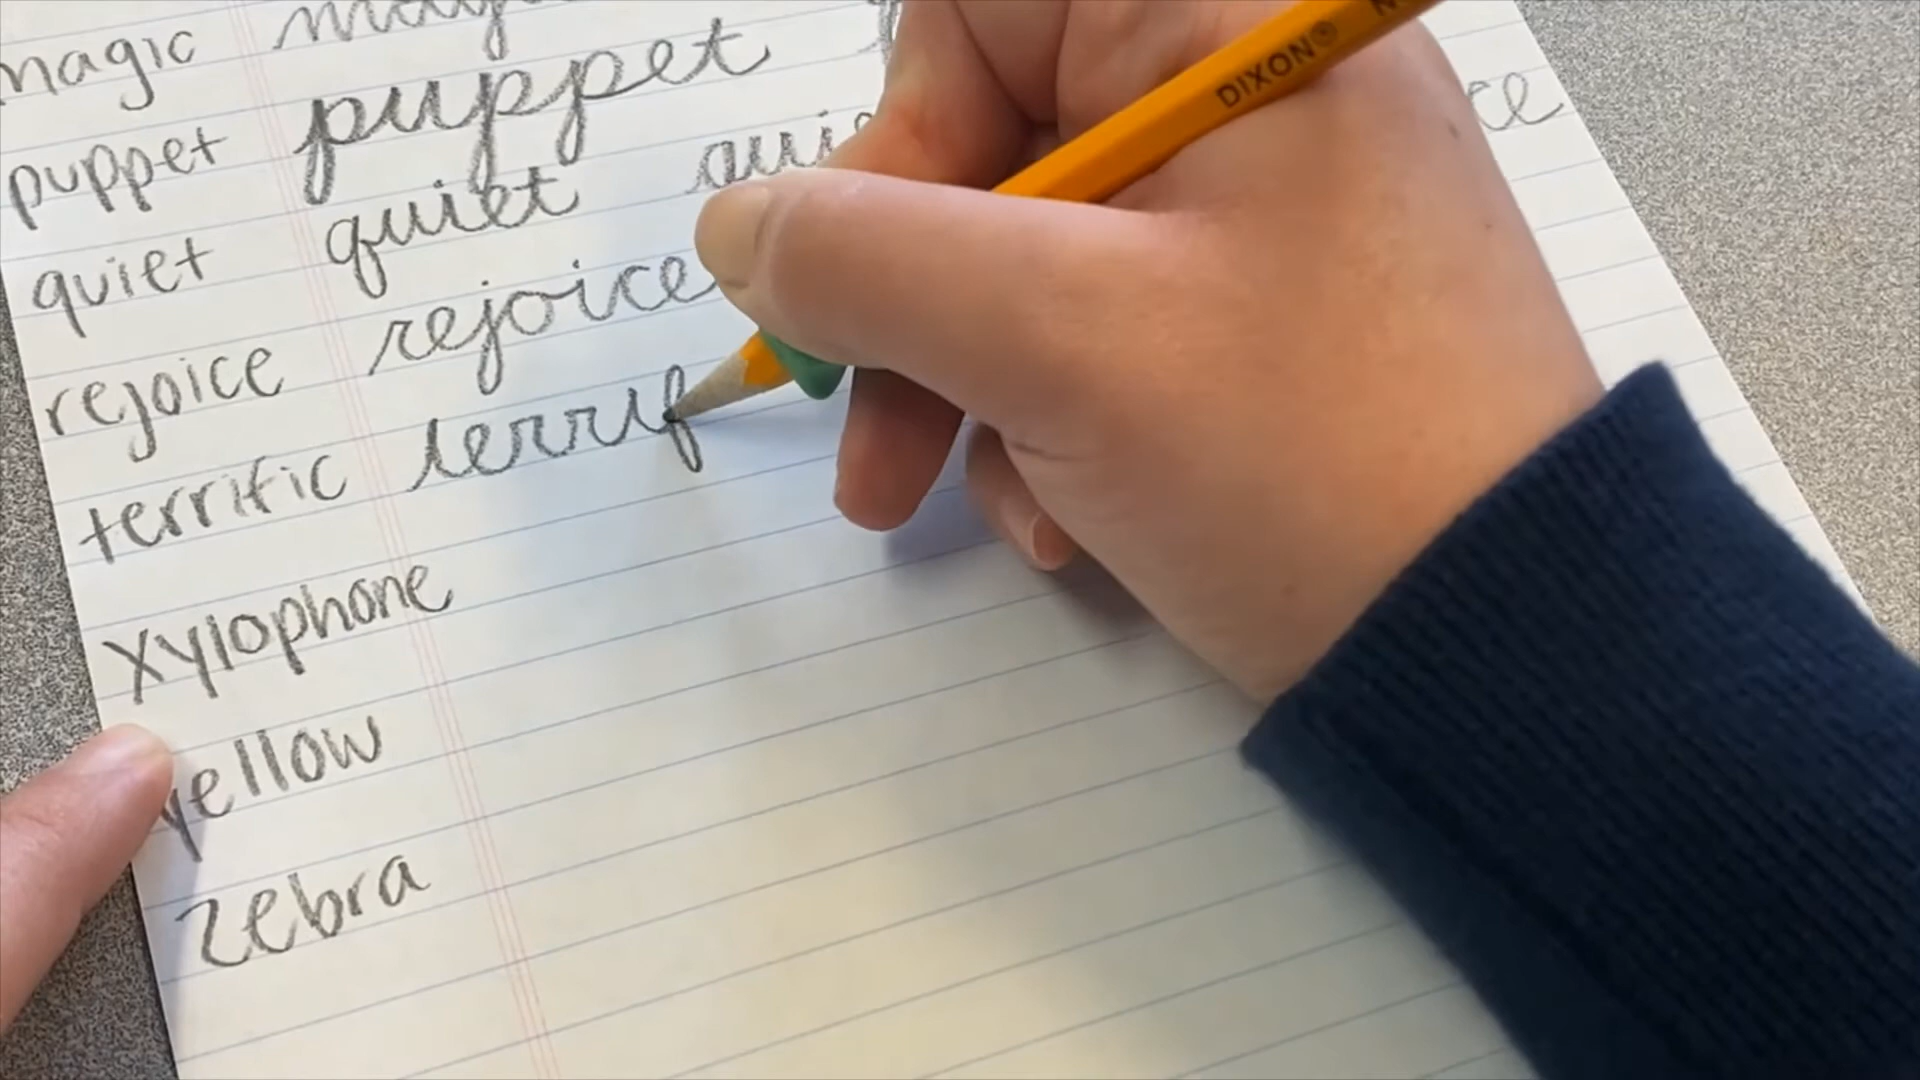 magic
puppet puppet
quiet quiet
rejoice rejoice
terrific terrif
xylophone
yellow
zebra
DIXON